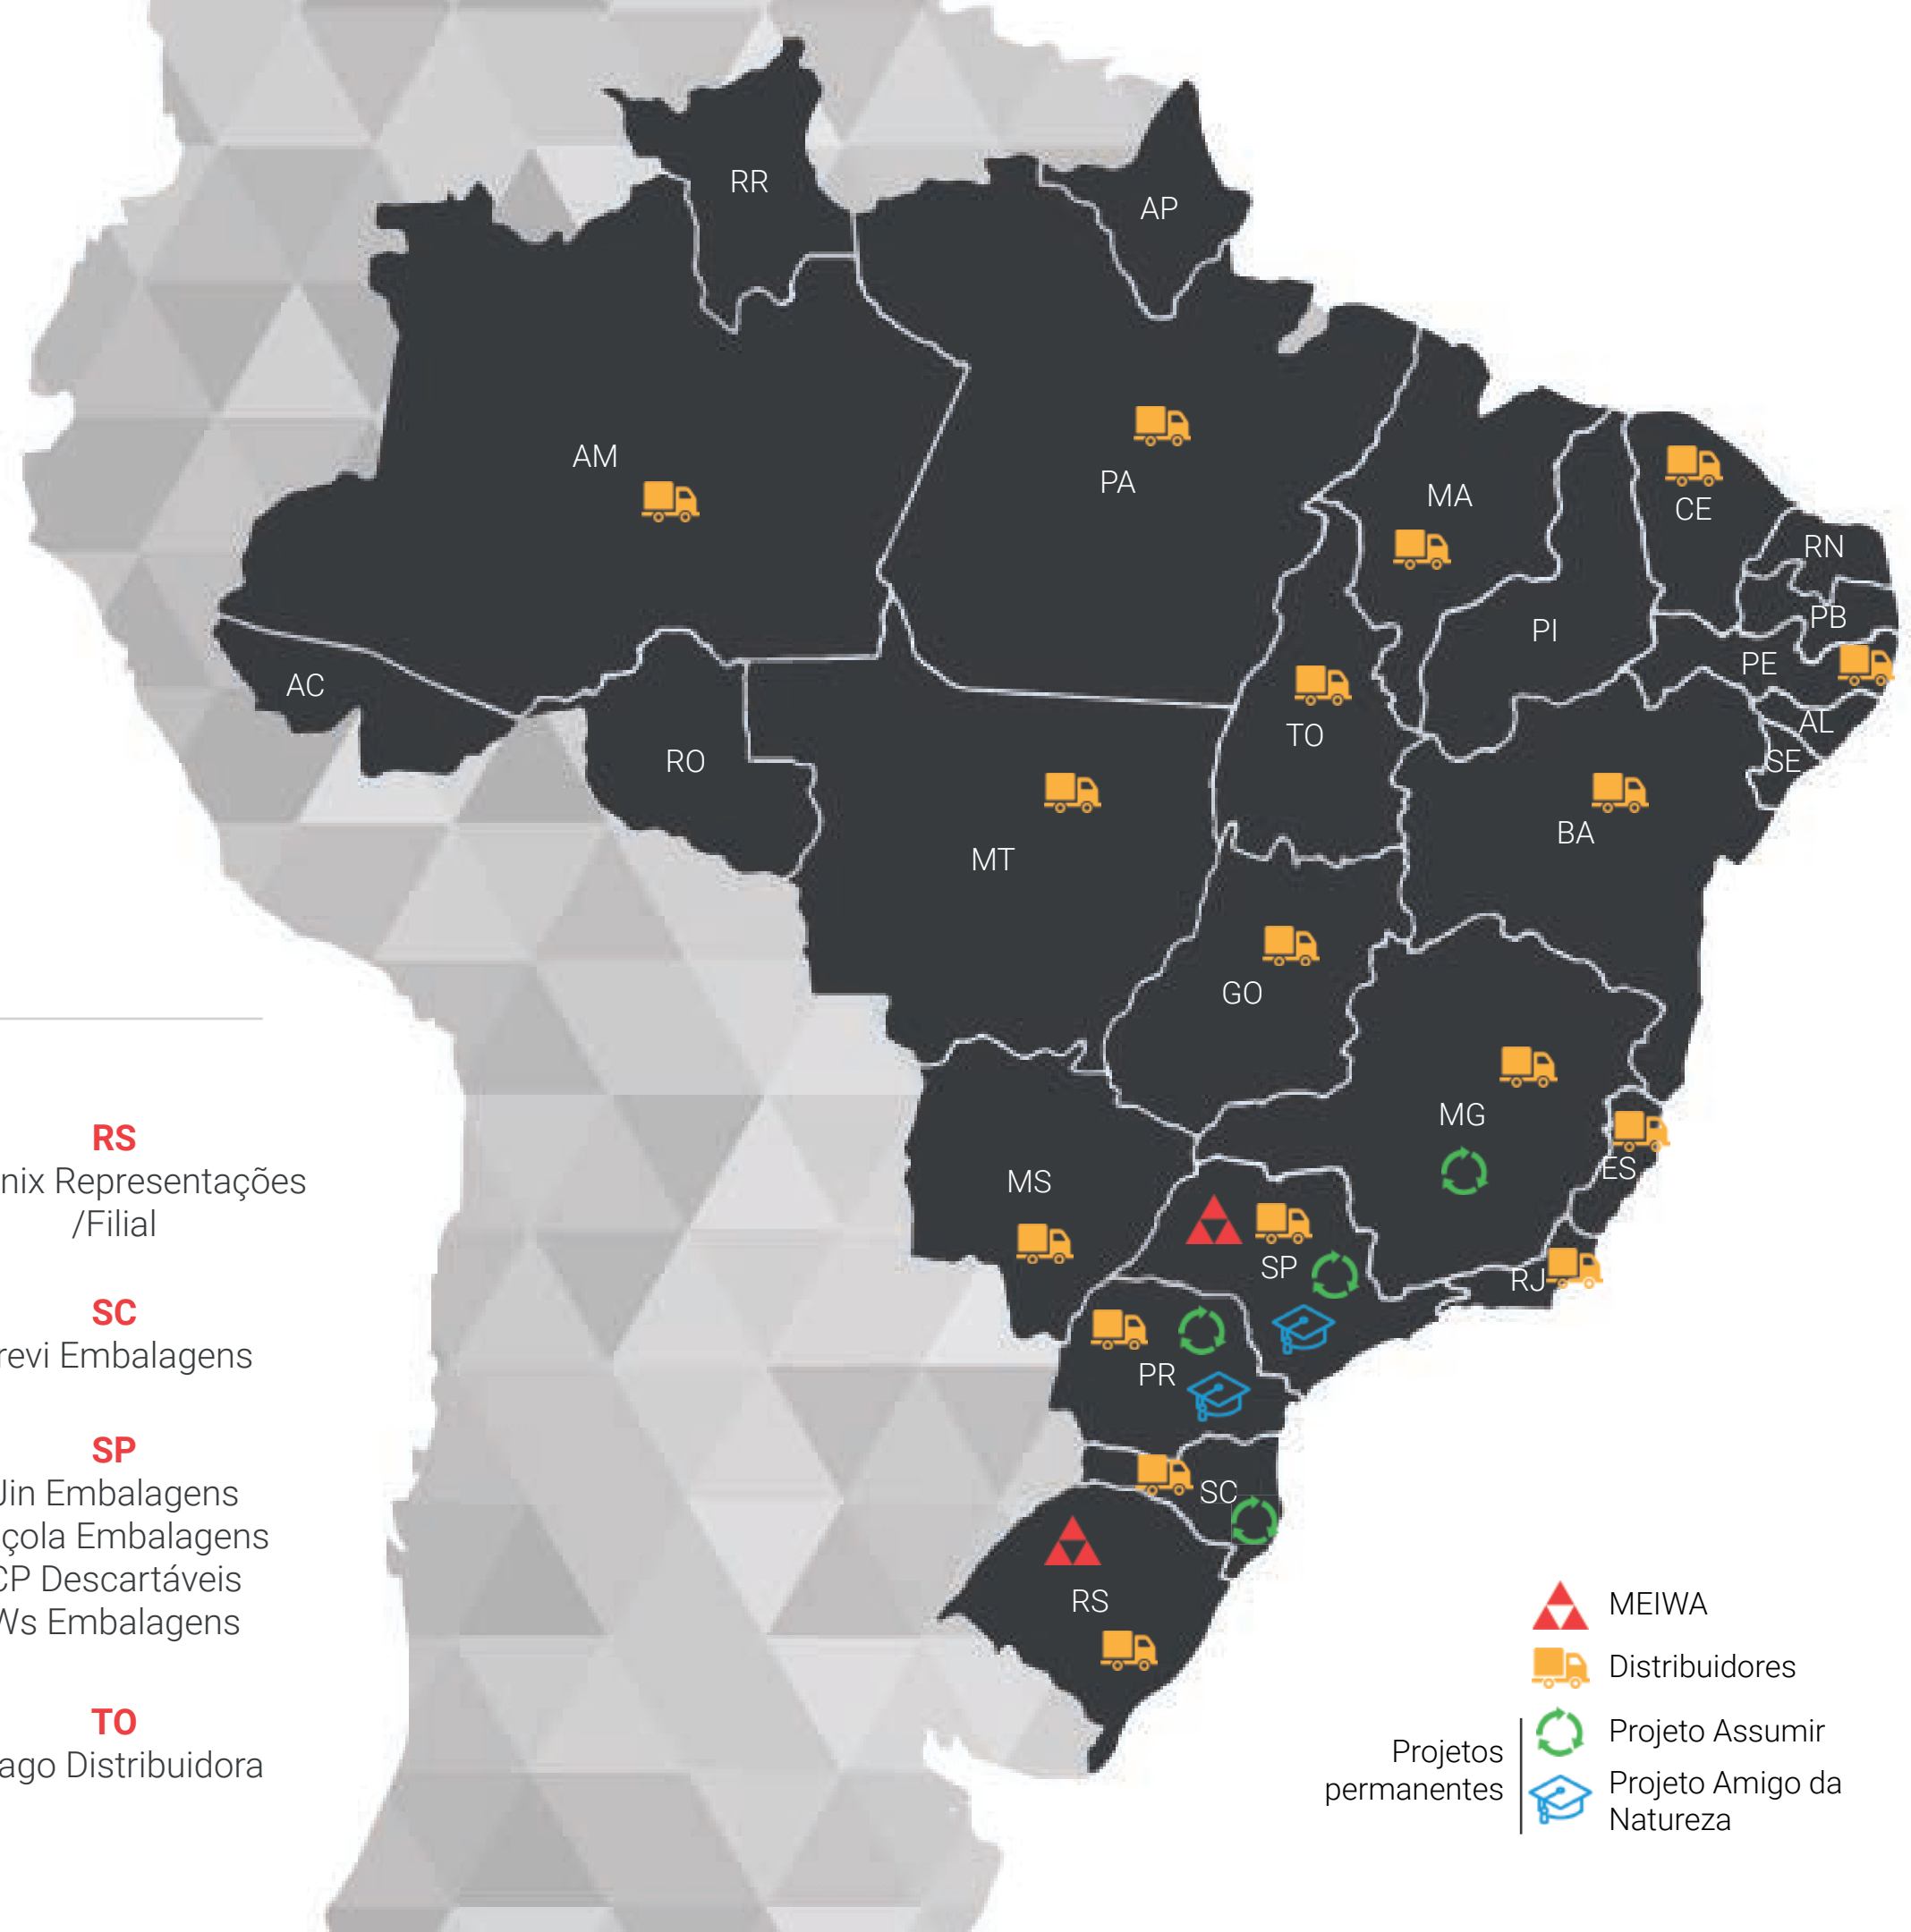 RR
AP
AM
PA
MA
CE
RN
PB
PI
PE
AC
AL
TO
SE
RO
BA
MT
GO
MG
ES
MS
SP
RJ
PR
SC
RS
RS
nix Representações
/Filial
SC
revi Embalagens
SP
Jin Embalagens
çola Embalagens
CP Descartáveis
Ws Embalagens
TO
ago Distribuidora
MEIWA
Distribuidores
Projetos
permanentes
Projeto Assumir
Projeto Amigo da
Natureza